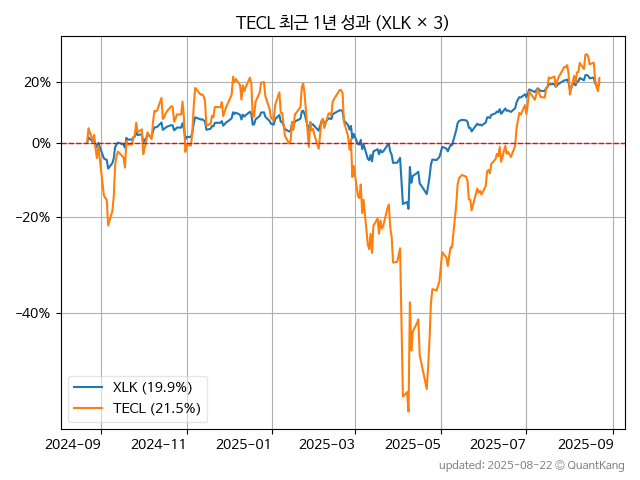 TECL 최근 1년 성과 (XLK × 3)
20%
0%
−20%
−40%
XLK (19.9%)
TECL (21.5%)
2024−09 2024−11 2025−01 2025−03 2025−05 2025−07 2025−09
updated: 2025-08-22 © QuantKang